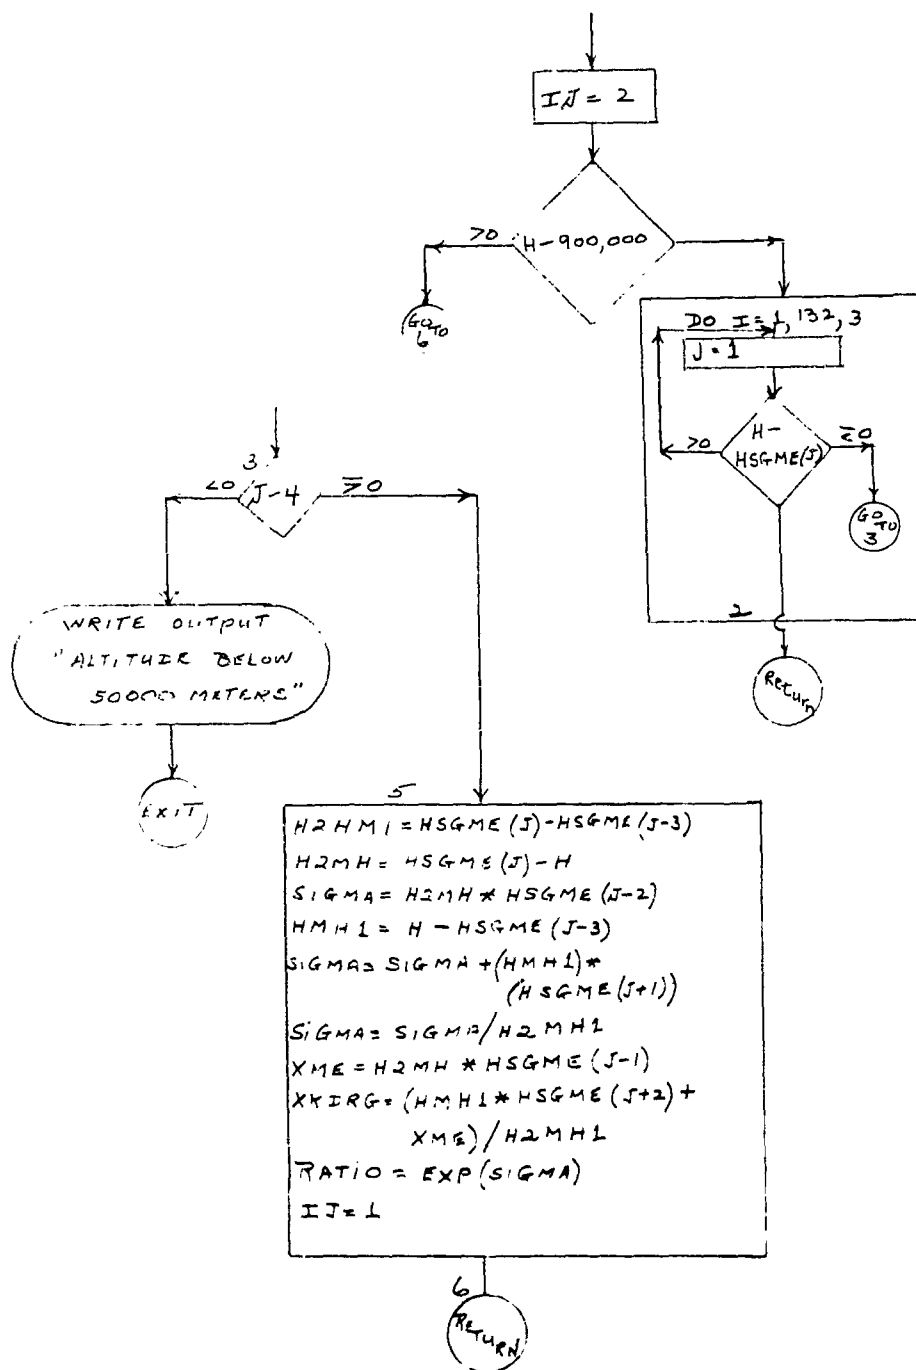 IJ = 2
>0
H-900,000
GO TO
6
DO I=1,132,3
J=1
>0
H-
HSGME(J)
≤0
GO TO
3
2
Return
3
<0
J-4
≥0
WRITE OUTPUT
"ALTITUDE BELOW
50000 METERS"
EXIT
5
H2HM1=HSGME(J)-HSGME(J-3)
H2MH=HSGME(J)-H
SIGMA=H2MH*HSGME(J-2)
HMH1=H-HSGME(J-3)
SIGMA=SIGMA+(HMH1)*
(HSGME(J+1))
SIGMA=SIGMA/H2MH1
XME=H2MH*HSGME(J-1)
XKIRG=(HMH1*HSGME(J+2)+
XME)/H2MH1
RATIO=EXP(SIGMA)
IJ=1
6
RETURN